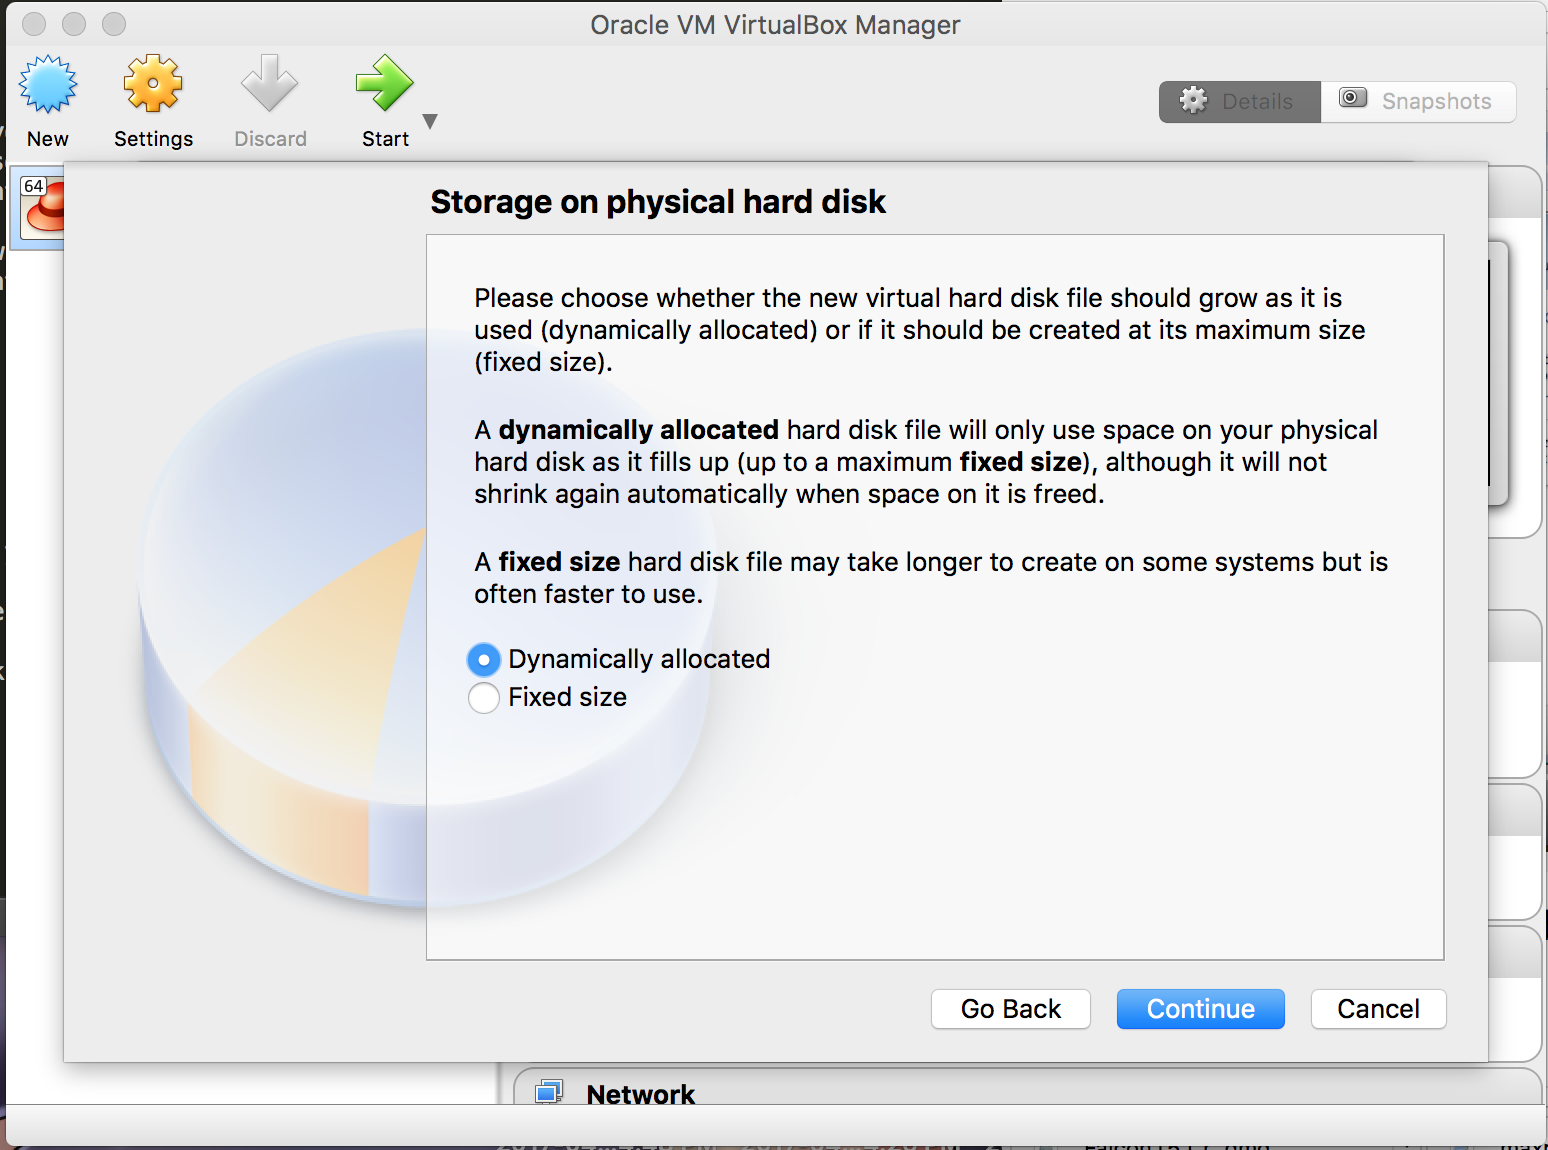 Oracle VM VirtualBox Manager
New
Settings
Discard
Start
Details
Snapshots
64
Storage on physical hard disk
Please choose whether the new virtual hard disk file should grow as it is
used (dynamically allocated) or if it should be created at its maximum size
(fixed size).
A dynamically allocated hard disk file will only use space on your physical
hard disk as it fills up (up to a maximum fixed size), although it will not
shrink again automatically when space on it is freed.
A fixed size hard disk file may take longer to create on some systems but is
often faster to use.
Dynamically allocated
Fixed size
Go Back
Continue
Cancel
Network